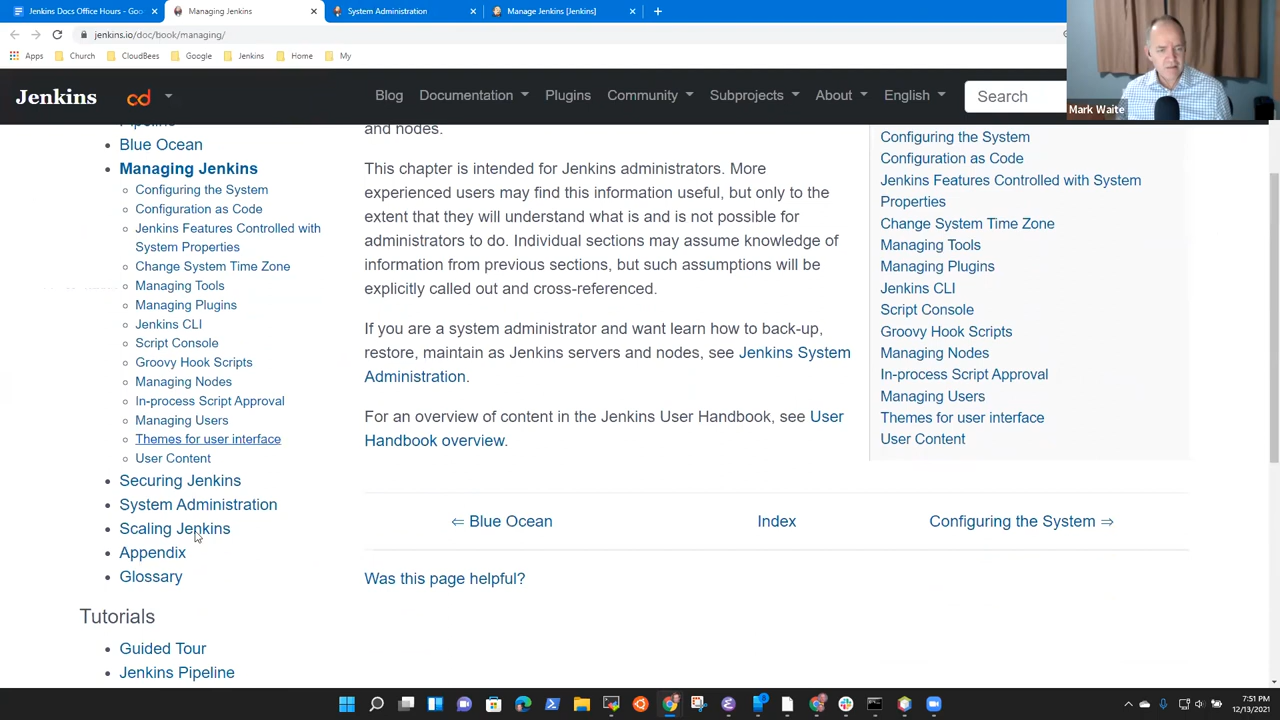 Jenkins Docs Office Hours - Goo
Managing Jenkins
System Administration
Manage Jenkins [Jenkins]
jenkins.io/doc/book/managing/
Apps
Church
CloudBees
Google
Jenkins
Home
My
Jenkins
cd
Blog
Documentation
Plugins
Community
Subprojects
About
English
Search
Mark Waite
Pipeline
Blue Ocean
Managing Jenkins
Configuring the System
Configuration as Code
Jenkins Features Controlled with
System Properties
Change System Time Zone
Managing Tools
Managing Plugins
Jenkins CLI
Script Console
Groovy Hook Scripts
Managing Nodes
In-process Script Approval
Managing Users
Themes for user interface
User Content
Securing Jenkins
System Administration
Scaling Jenkins
Appendix
Glossary
Tutorials
Guided Tour
Jenkins Pipeline
and nodes.
This chapter is intended for Jenkins administrators. More
experienced users may find this information useful, but only to the
extent that they will understand what is and is not possible for
administrators to do. Individual sections may assume knowledge of
information from previous sections, but such assumptions will be
explicitly called out and cross-referenced.
If you are a system administrator and want learn how to back-up,
restore, maintain as Jenkins servers and nodes, see Jenkins System
Administration.
For an overview of content in the Jenkins User Handbook, see User
Handbook overview.
⇐ Blue Ocean
Index
Configuring the System ⇒
Was this page helpful?
Configuring the System
Configuration as Code
Jenkins Features Controlled with System
Properties
Change System Time Zone
Managing Tools
Managing Plugins
Jenkins CLI
Script Console
Groovy Hook Scripts
Managing Nodes
In-process Script Approval
Managing Users
Themes for user interface
User Content
7:51 PM
12/13/2021